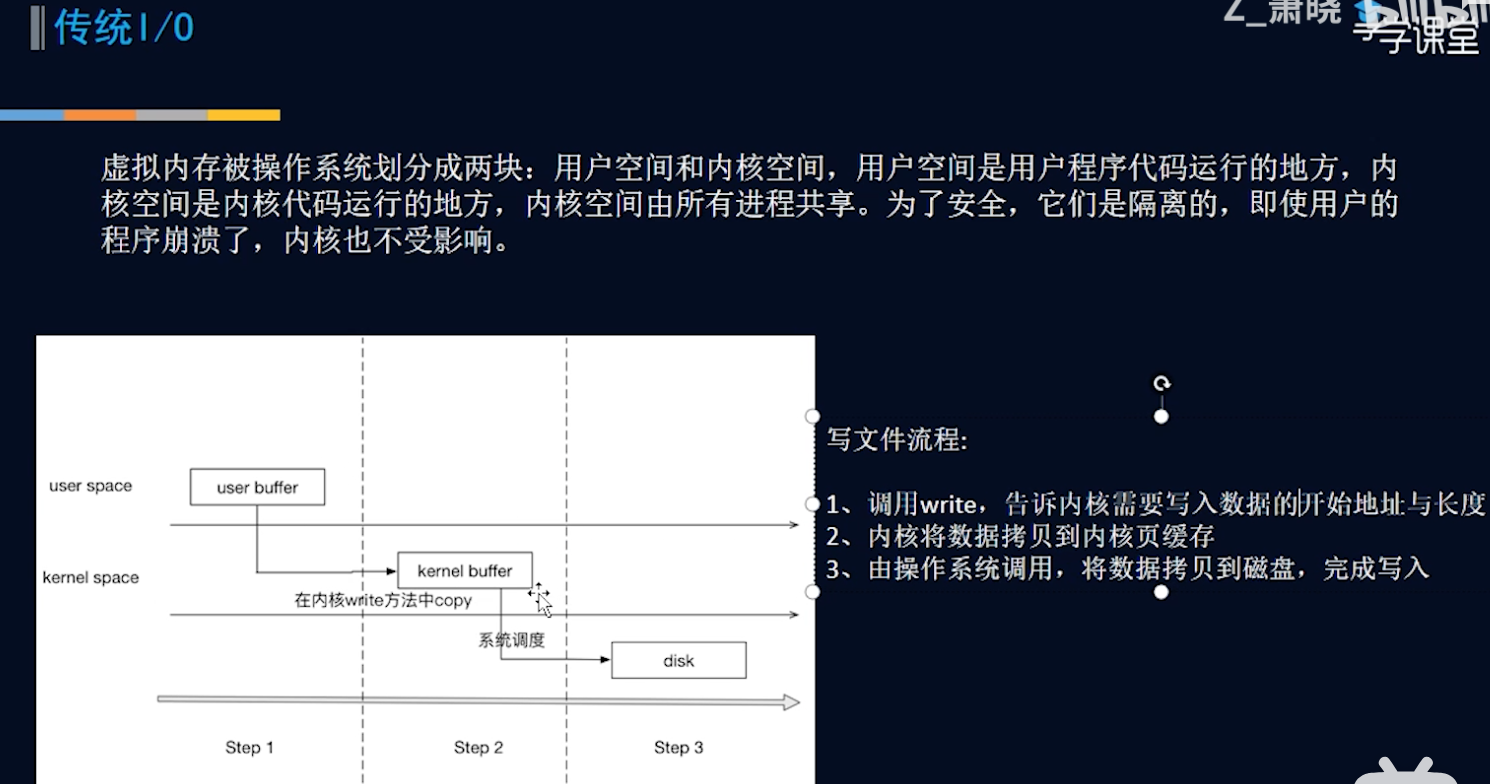 传统I/O
Z_萧晓
享学课堂
虚拟内存被操作系统划分成两块：用户空间和内核空间，用户空间是用户程序代码运行的地方，内
核空间是内核代码运行的地方，内核空间由所有进程共享。为了安全，它们是隔离的，即使用户的
程序崩溃了，内核也不受影响。
user space
user buffer
kernel space
kernel buffer
在内核write方法中copy
系统调度
disk
Step 1
Step 2
Step 3
写文件流程:
1、调用write，告诉内核需要写入数据的开始地址与长度
2、内核将数据拷贝到内核页缓存
3、由操作系统调用，将数据拷贝到磁盘，完成写入